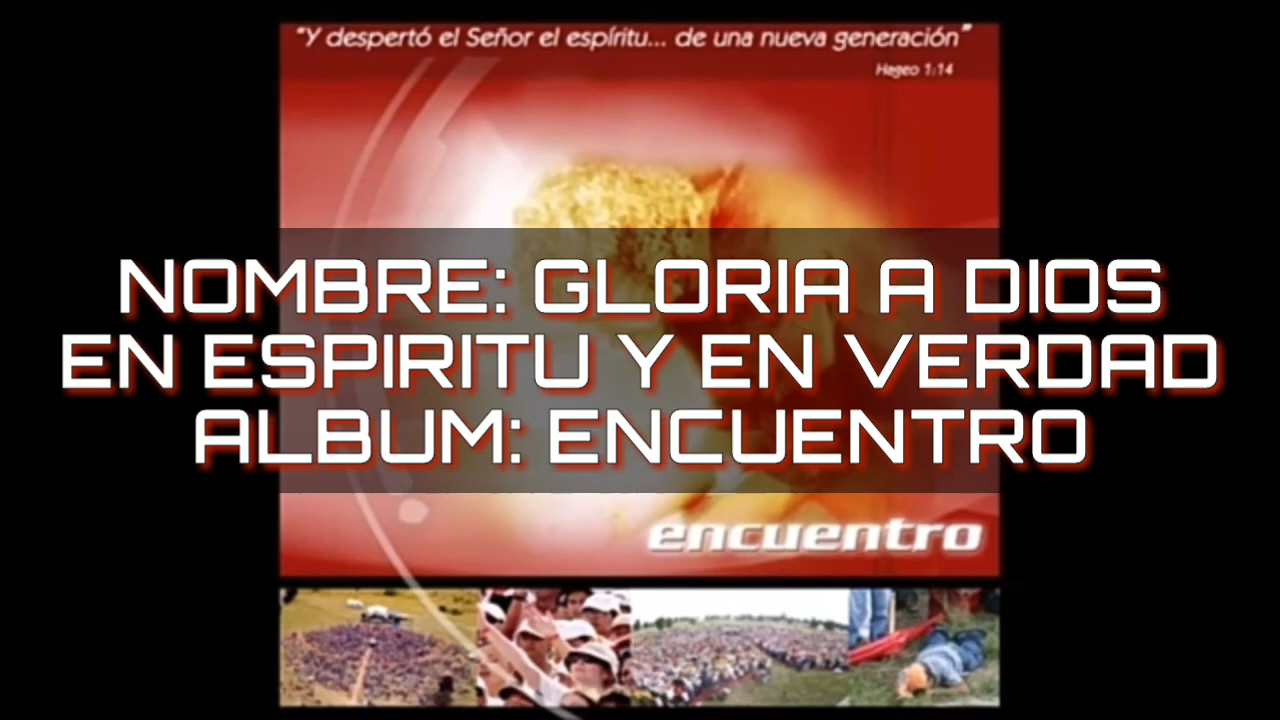 “Y despertó el Señor el espíritu... de una nueva generación”
Hageo 1:14
NOMBRE: GLORIA A DIOS
EN ESPIRITU Y EN VERDAD
ALBUM: ENCUENTRO
encuentro